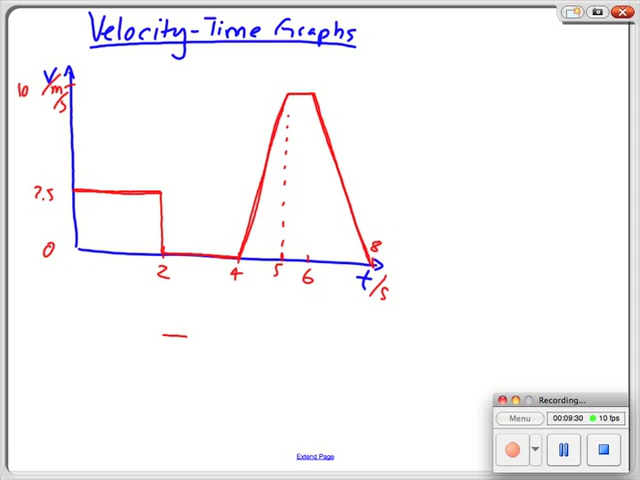 Velocity-Time Graphs
V/m/s
10
7.5
0
2
4
5
6
8
t/s
Extend Page
Recording...
Menu
00:09:30
10 fps